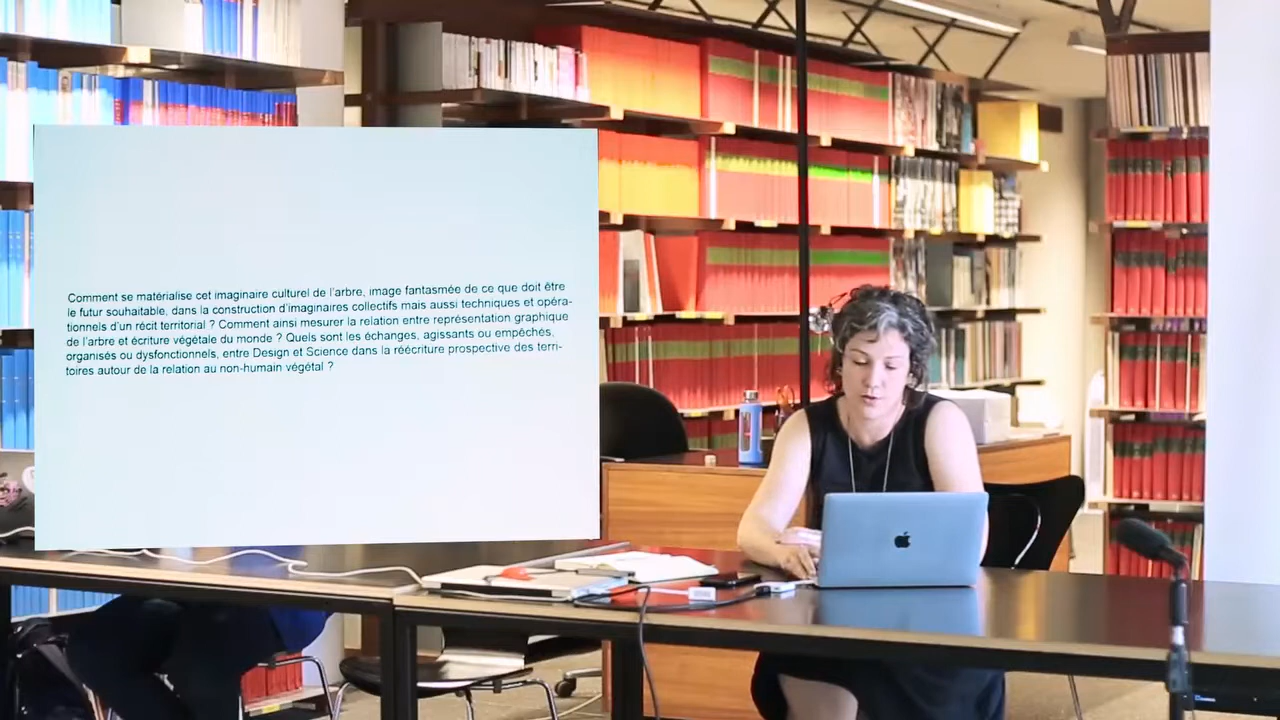 Comment se matérialise cet imaginaire culturel de l'arbre, image fantasmée de ce que doit être
le futur souhaitable, dans la construction d'imaginaires collectifs mais aussi techniques et opéra-
tionnels d'un récit territorial ? Comment ainsi mesurer la relation entre représentation graphique
de l'arbre et écriture végétale du monde ? Quels sont les échanges, agissants ou empêchés,
organisés ou dysfonctionnels, entre Design et Science dans la réécriture prospective des terri-
toires autour de la relation au non-humain végétal ?